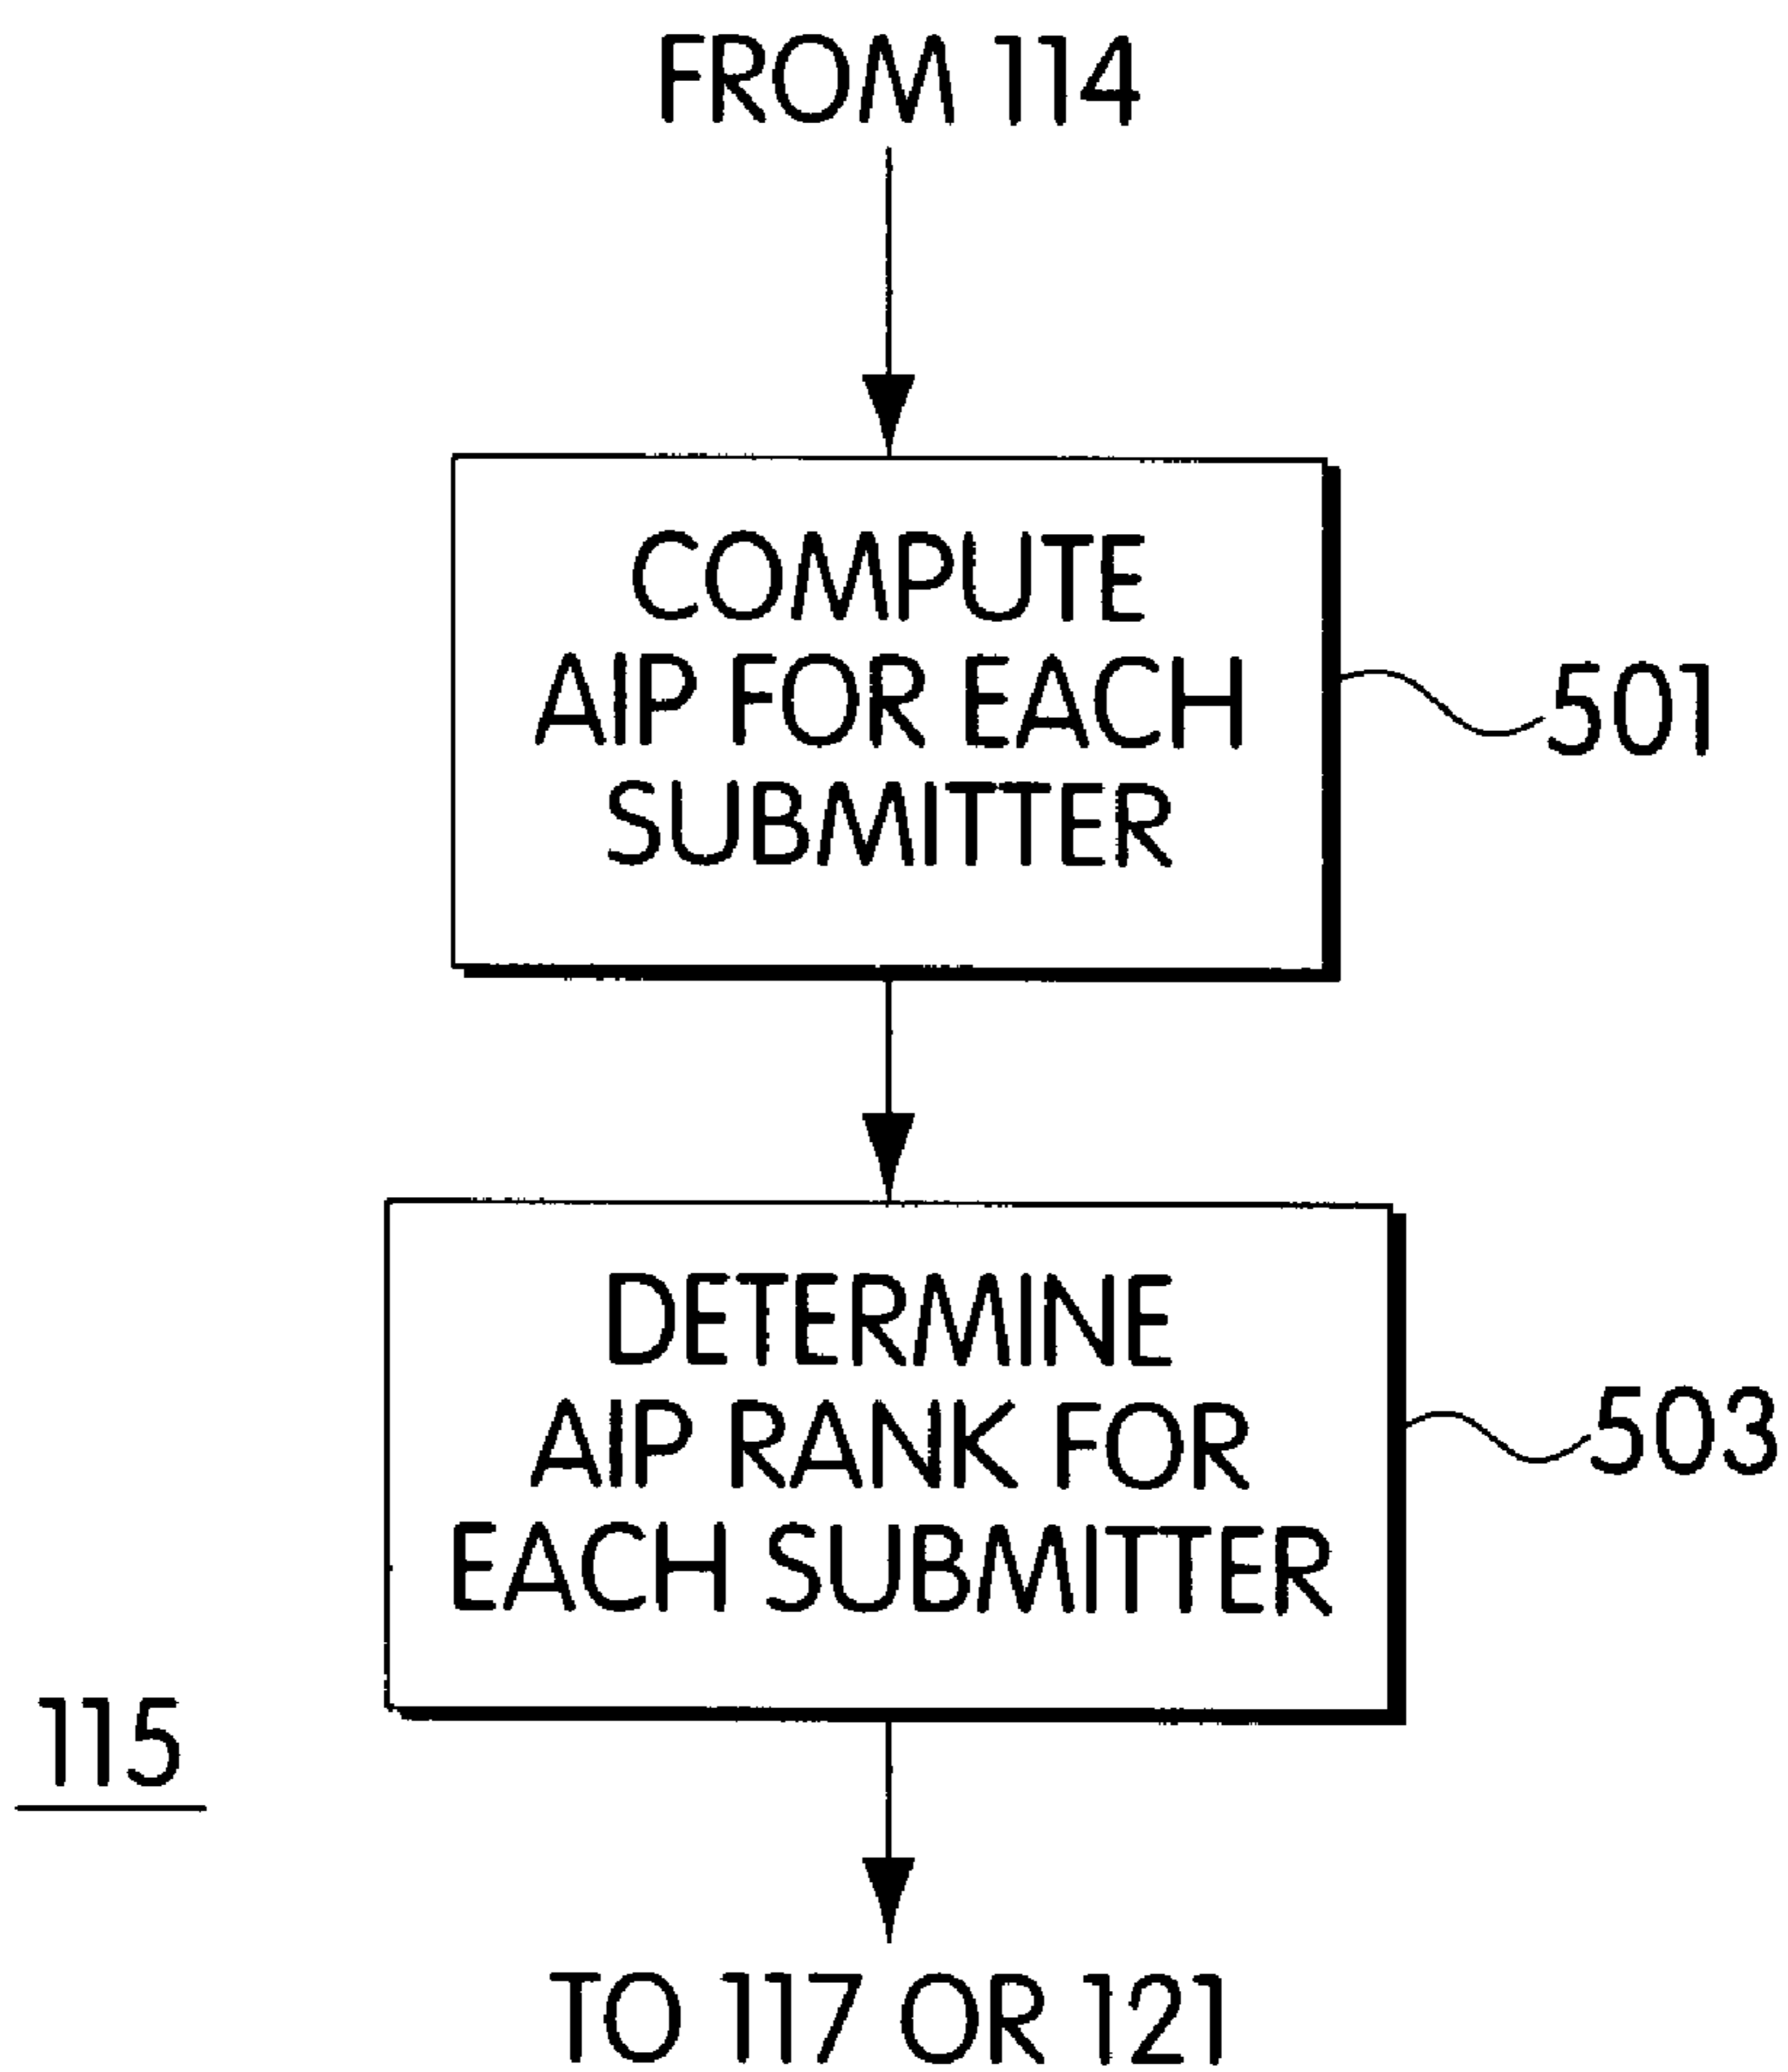 FROM 114
COMPUTE
AIP FOR EACH
SUBMITTER
501
DETERMINE
AIP RANK FOR
EACH SUBMITTER
503
115
TO 117 OR 121